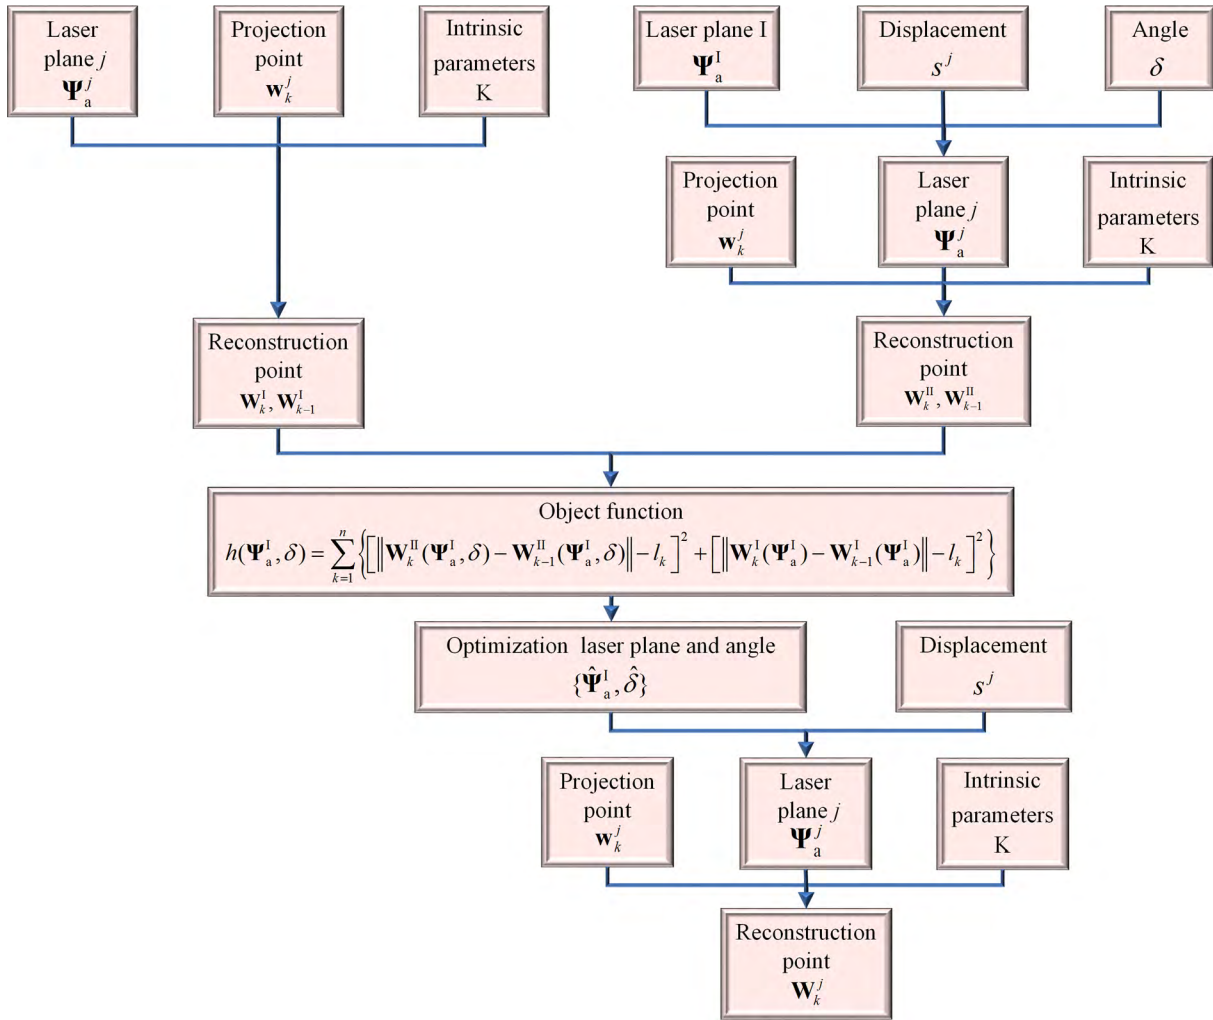 Laser
plane j
Ψ_a^j
Projection
point
w_k^j
Intrinsic
parameters
K
Laser plane I
Ψ_a^I
Displacement
s^j
Angle
δ
Projection
point
w_k^j
Laser
plane j
Ψ_a^j
Intrinsic
parameters
K
Reconstruction
point
W_k^I, W_{k−1}^I
Reconstruction
point
W_k^II, W_{k−1}^II
Object function
h(Ψ_a^I, δ) = ∑_{k=1}^n {[‖W_k^II(Ψ_a^I, δ) − W_{k−1}^II(Ψ_a^I, δ)‖ − l_k]^2 + [‖W_k^I(Ψ_a^I) − W_{k−1}^I(Ψ_a^I)‖ − l_k]^2}
Optimization laser plane and angle
{Ψ̂_a^I, δ̂}
Displacement
s^j
Projection
point
w_k^j
Laser
plane j
Ψ_a^j
Intrinsic
parameters
K
Reconstruction
point
W_k^j